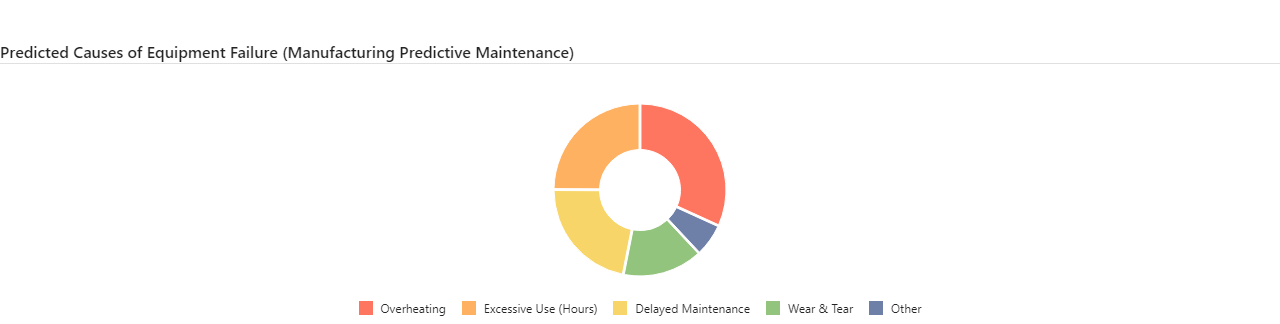 Predicted Causes of Equipment Failure (Manufacturing Predictive Maintenance)
Overheating Excessive Use (Hours) Delayed Maintenance Wear & Tear Other